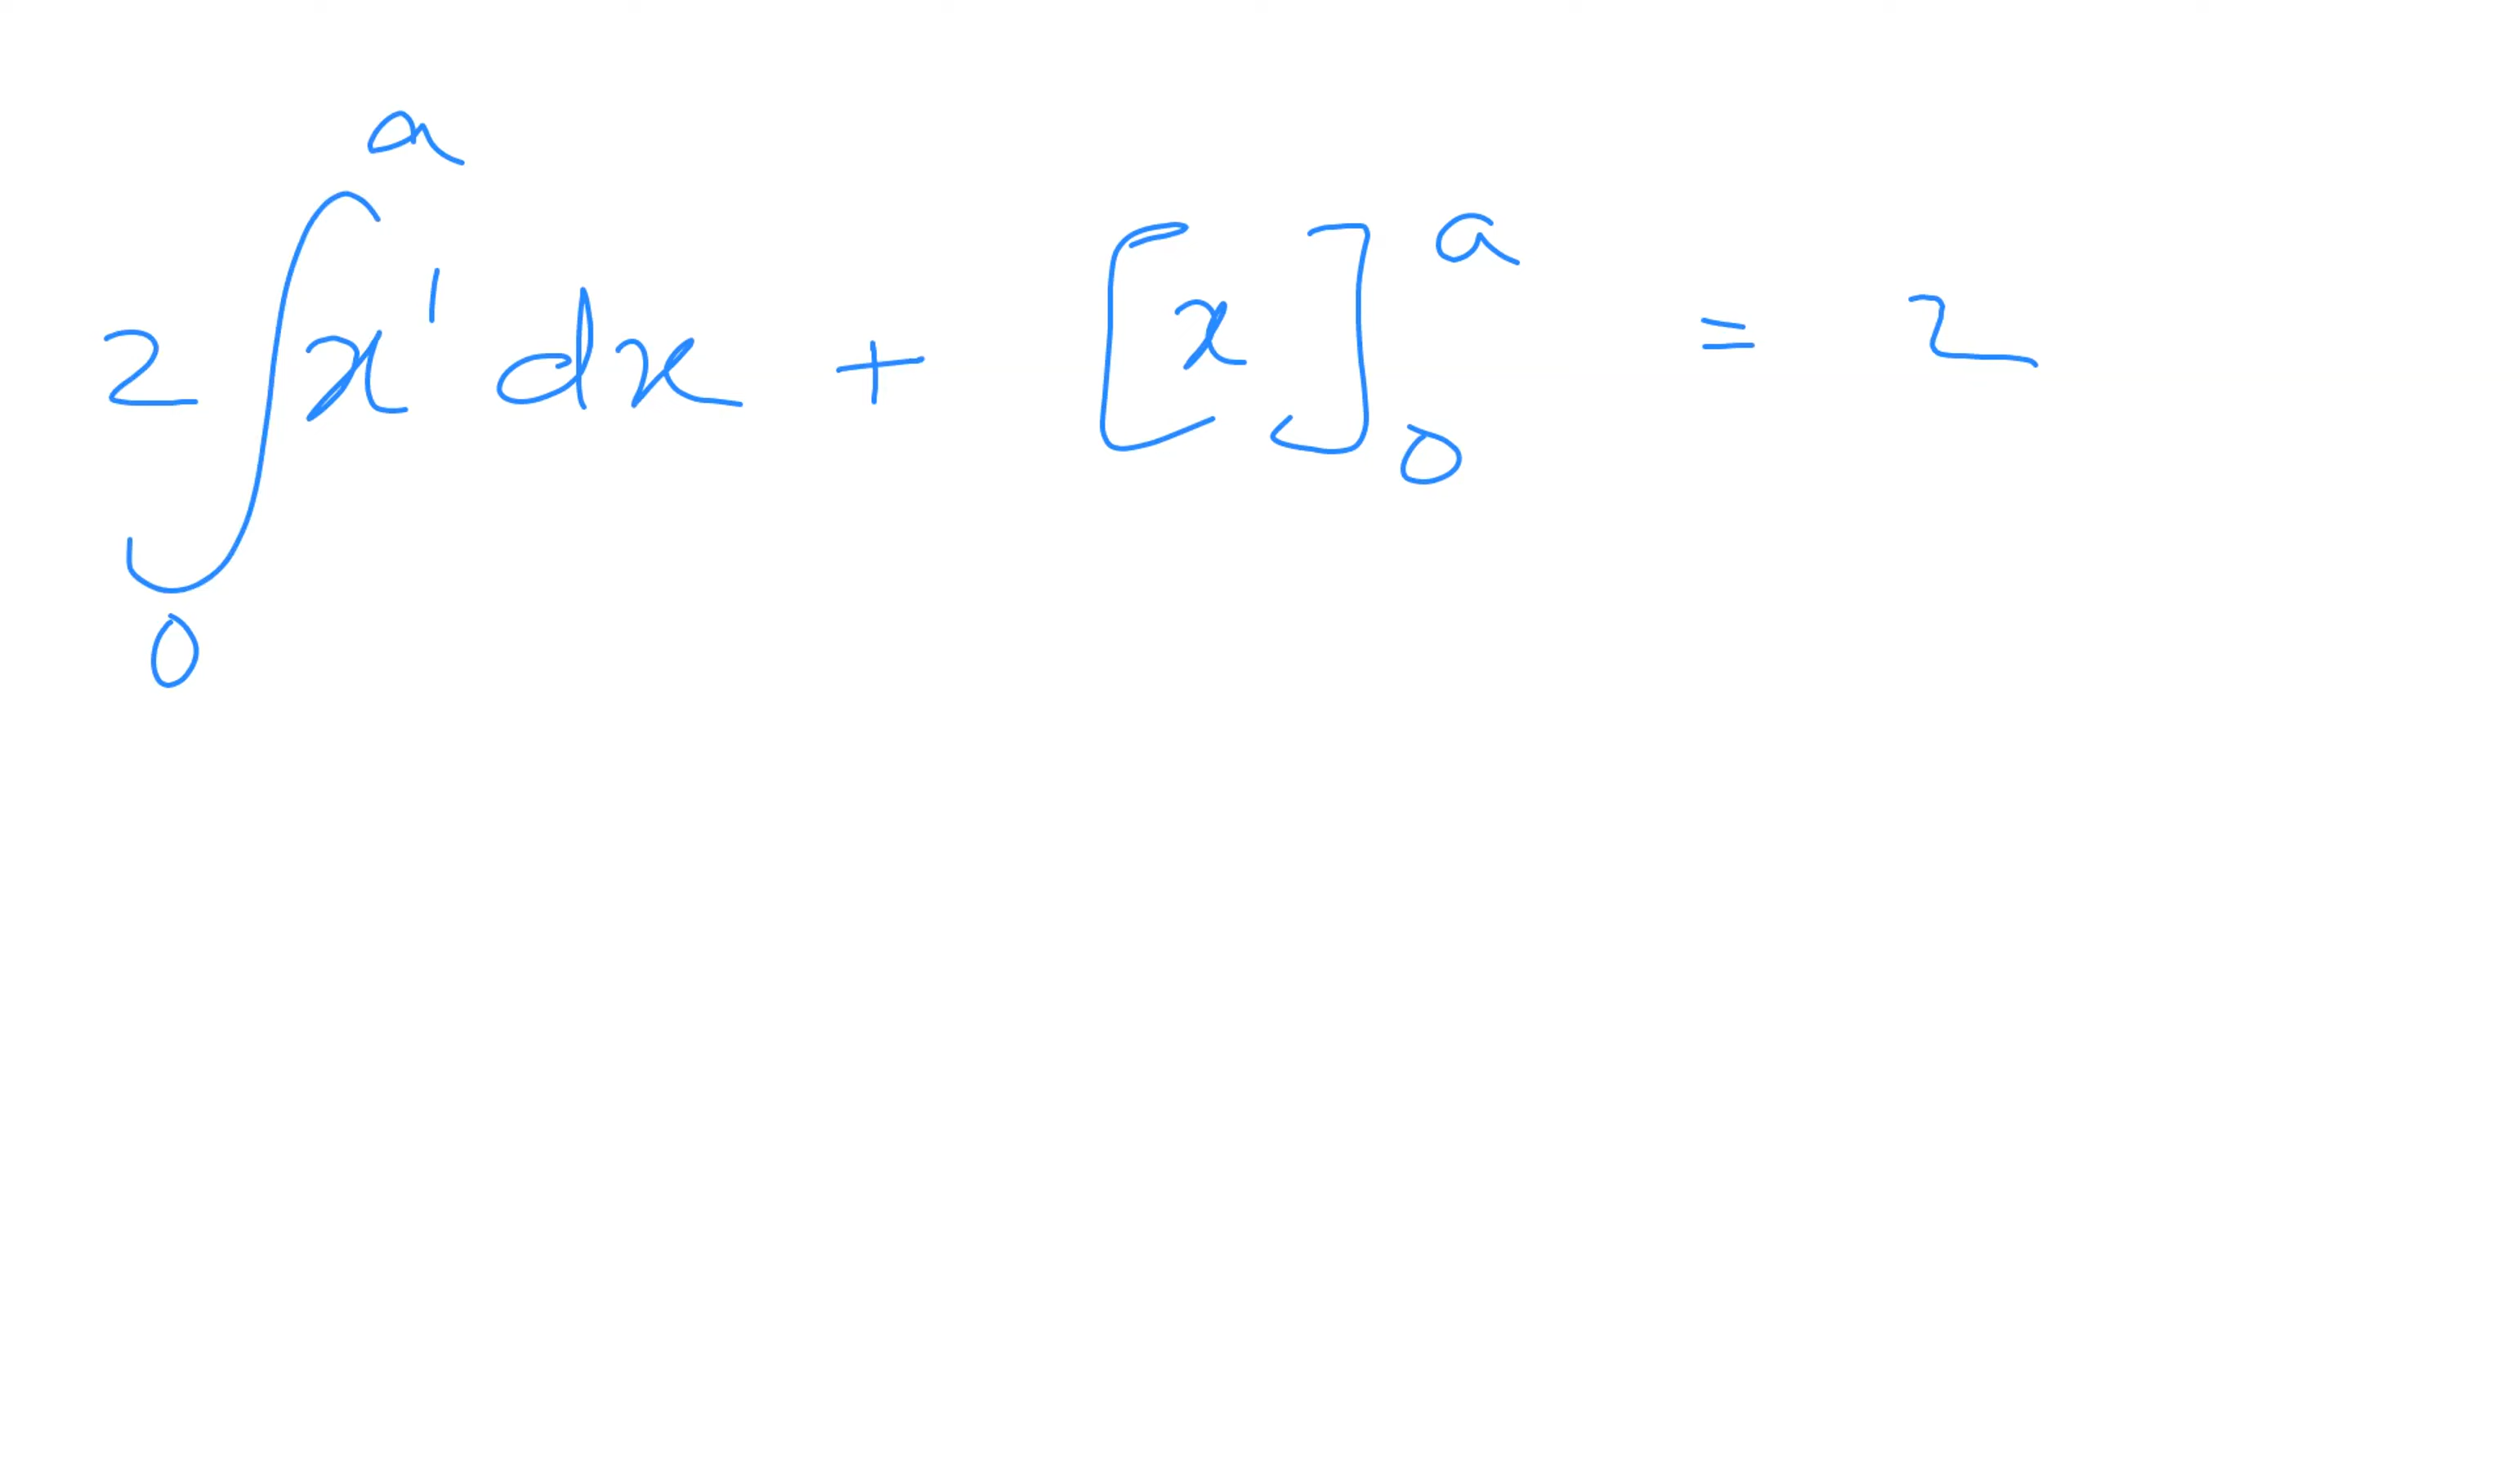 2∫₀ᵃ x¹ dx + [x]₀ᵃ = 2